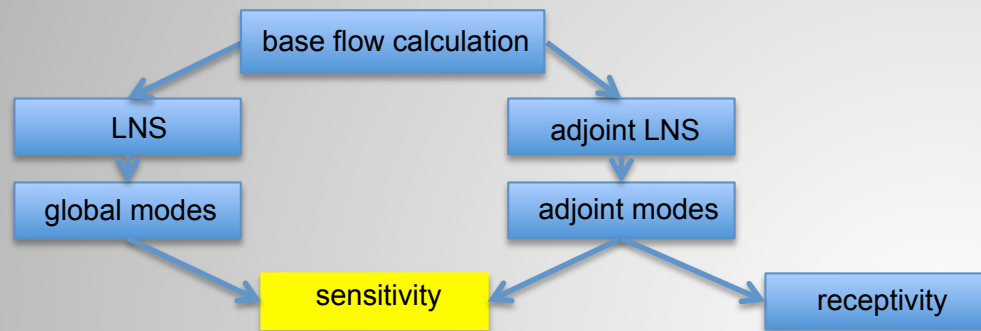 base flow calculation
LNS
adjoint LNS
global modes
adjoint modes
sensitivity
receptivity